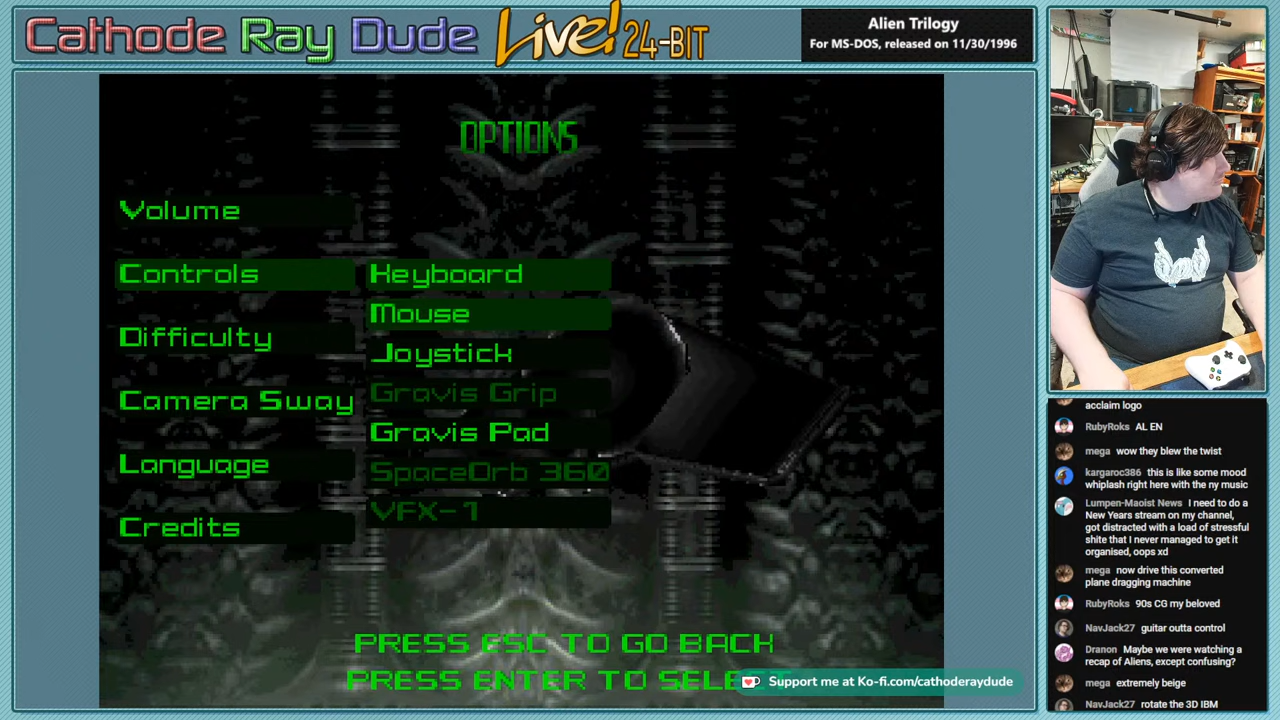 Cathode Ray Dude Live! 24-BIT
Alien Trilogy
For MS-DOS, released on 11/30/1996
OPTIONS
Volume
Controls
Difficulty
Camera Sway
Language
Credits
Keyboard
Mouse
Joystick
Gravis Grip
Gravis Pad
SpaceOrb 360
VFX-1
PRESS ESC TO GO BACK
PRESS ENTER TO SELE
Support me at Ko-fi.com/cathoderaydude
acclaim logo
RubyRoks AL EN
mega wow they blew the twist
kargaroc386 this is like some mood
whiplash right here with the ny music
Lumpen-Maoist News I need to do a
New Years stream on my channel,
got distracted with a load of stressful
shite that I never managed to get it
organised, oops xd
mega now drive this converted
plane dragging machine
RubyRoks 90s CG my beloved
NavJack27 guitar outta control
Dranon Maybe we were watching a
recap of Aliens, except confusing?
mega extremely beige
NavJack27 rotate the 3D IBM